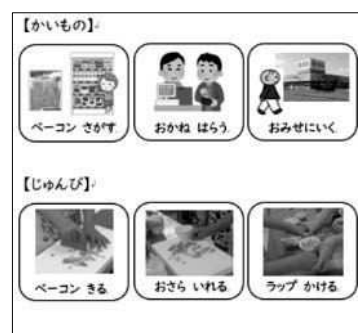 【かいもの】
ベーコン さがす
おかね はらう
おみせにいく
【じゅんび】
ベーコン きる
おさら いれる
ラップ かける